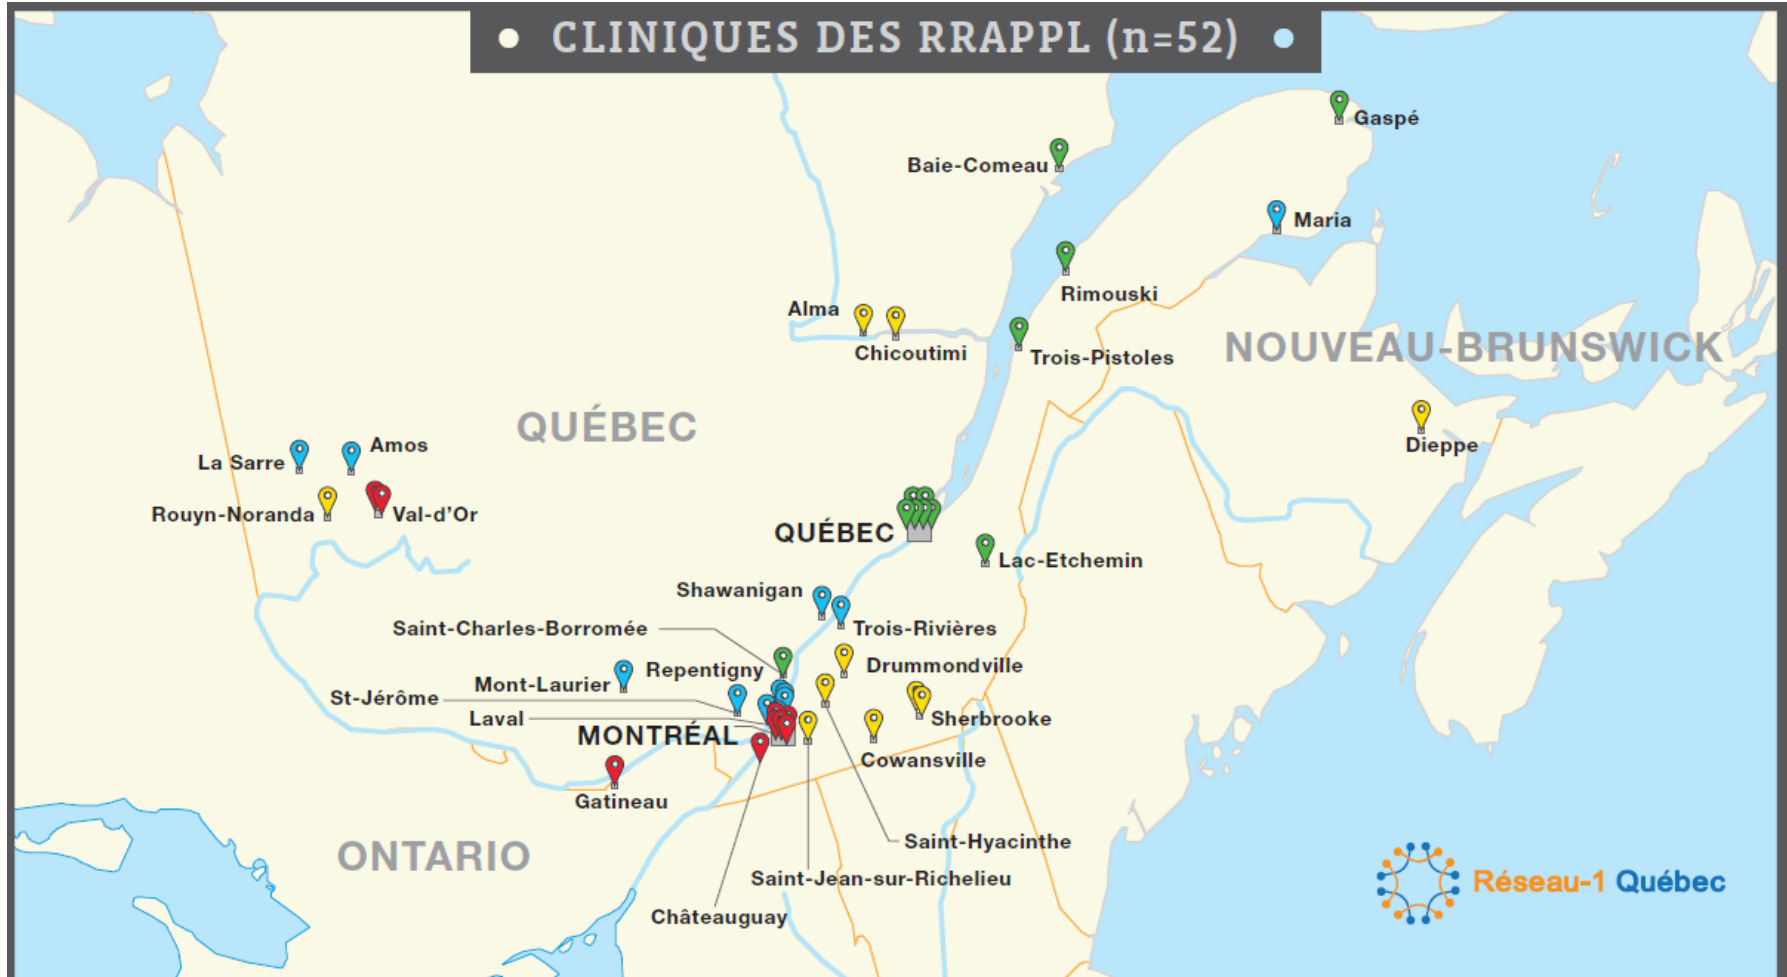 CLINIQUES DES RRAPPL (n=52)
Gaspé
Baie-Comeau
Maria
Rimouski
Alma
Chicoutimi
Trois-Pistoles
NOUVEAU-BRUNSWICK
QUÉBEC
Dieppe
La Sarre
Amos
Rouyn-Noranda
Val-d'Or
QUÉBEC
Lac-Etchemin
Shawanigan
Trois-Rivières
Saint-Charles-Borromée
Drummondville
Repentigny
Mont-Laurier
St-Jérôme
Laval
Sherbrooke
MONTRÉAL
Cowansville
Gatineau
Saint-Hyacinthe
ONTARIO
Saint-Jean-sur-Richelieu
Réseau-1 Québec
Châteauguay